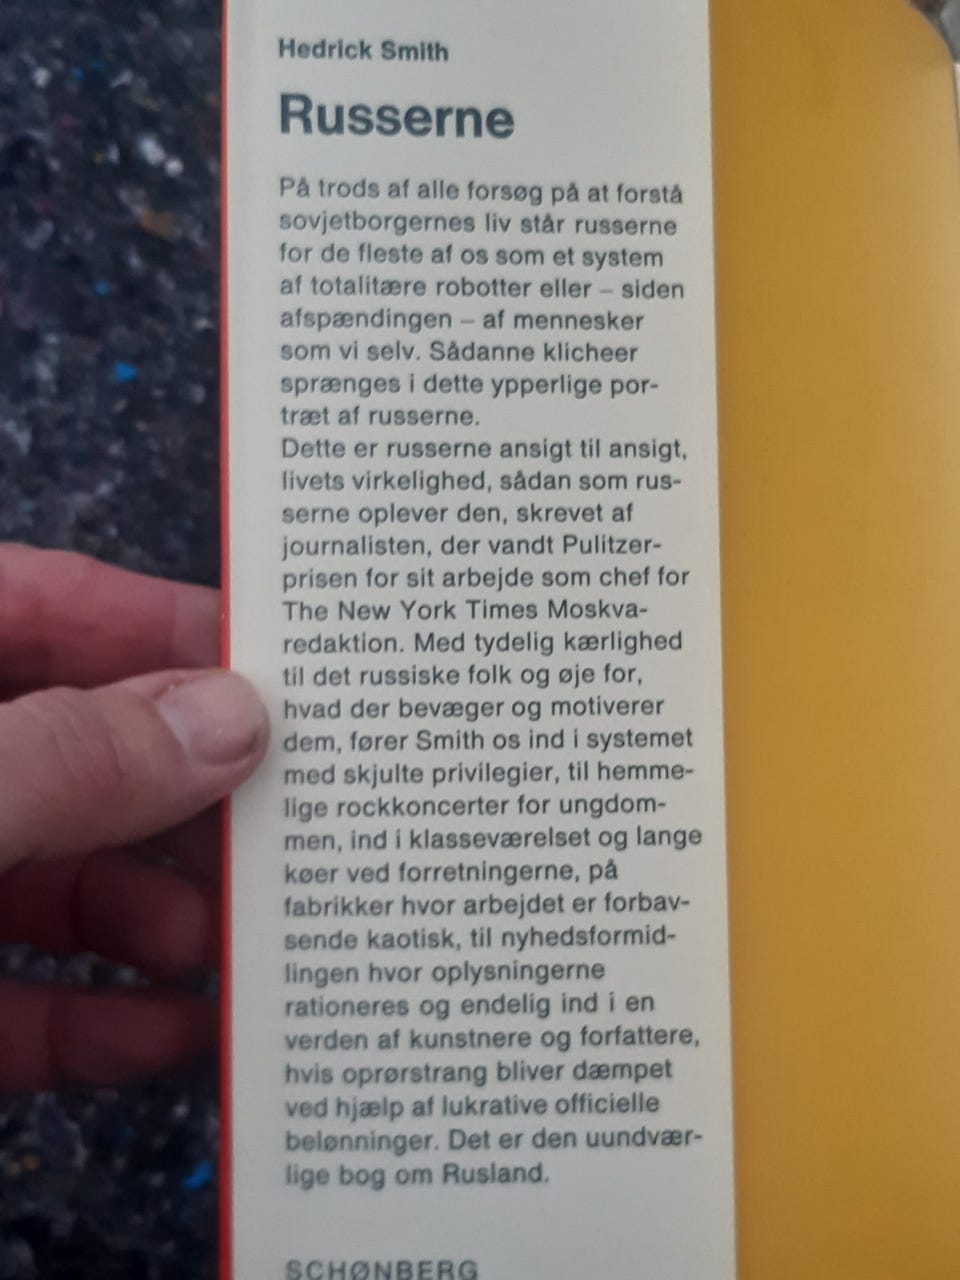 Hedrick Smith
Russerne
På trods af alle forsøg på at forstå
sovjetborgernes liv står russerne
for de fleste af os som et system
af totalitære robotter eller – siden
afspændingen – af mennesker
som vi selv. Sådanne klicheer
sprænges i dette ypperlige por-
træt af russerne.
Dette er russerne ansigt til ansigt,
livets virkelighed, sådan som rus-
serne oplever den, skrevet af
journalisten, der vandt Pulitzer-
prisen for sit arbejde som chef for
The New York Times Moskva-
redaktion. Med tydelig kærlighed
til det russiske folk og øje for,
hvad der bevæger og motiverer
dem, fører Smith os ind i systemet
med skjulte privilegier, til hemme-
lige rockkoncerter for ungdom-
men, ind i klasseværelset og lange
køer ved forretningerne, på
fabrikker hvor arbejdet er forbav-
sende kaotisk, til nyhedsformid-
lingen hvor oplysningerne
rationeres og endelig ind i en
verden af kunstnere og forfattere,
hvis oprørstrang bliver dæmpet
ved hjælp af lukrative officielle
belønninger. Det er den uundvær-
lige bog om Rusland.
SCHØNBERG